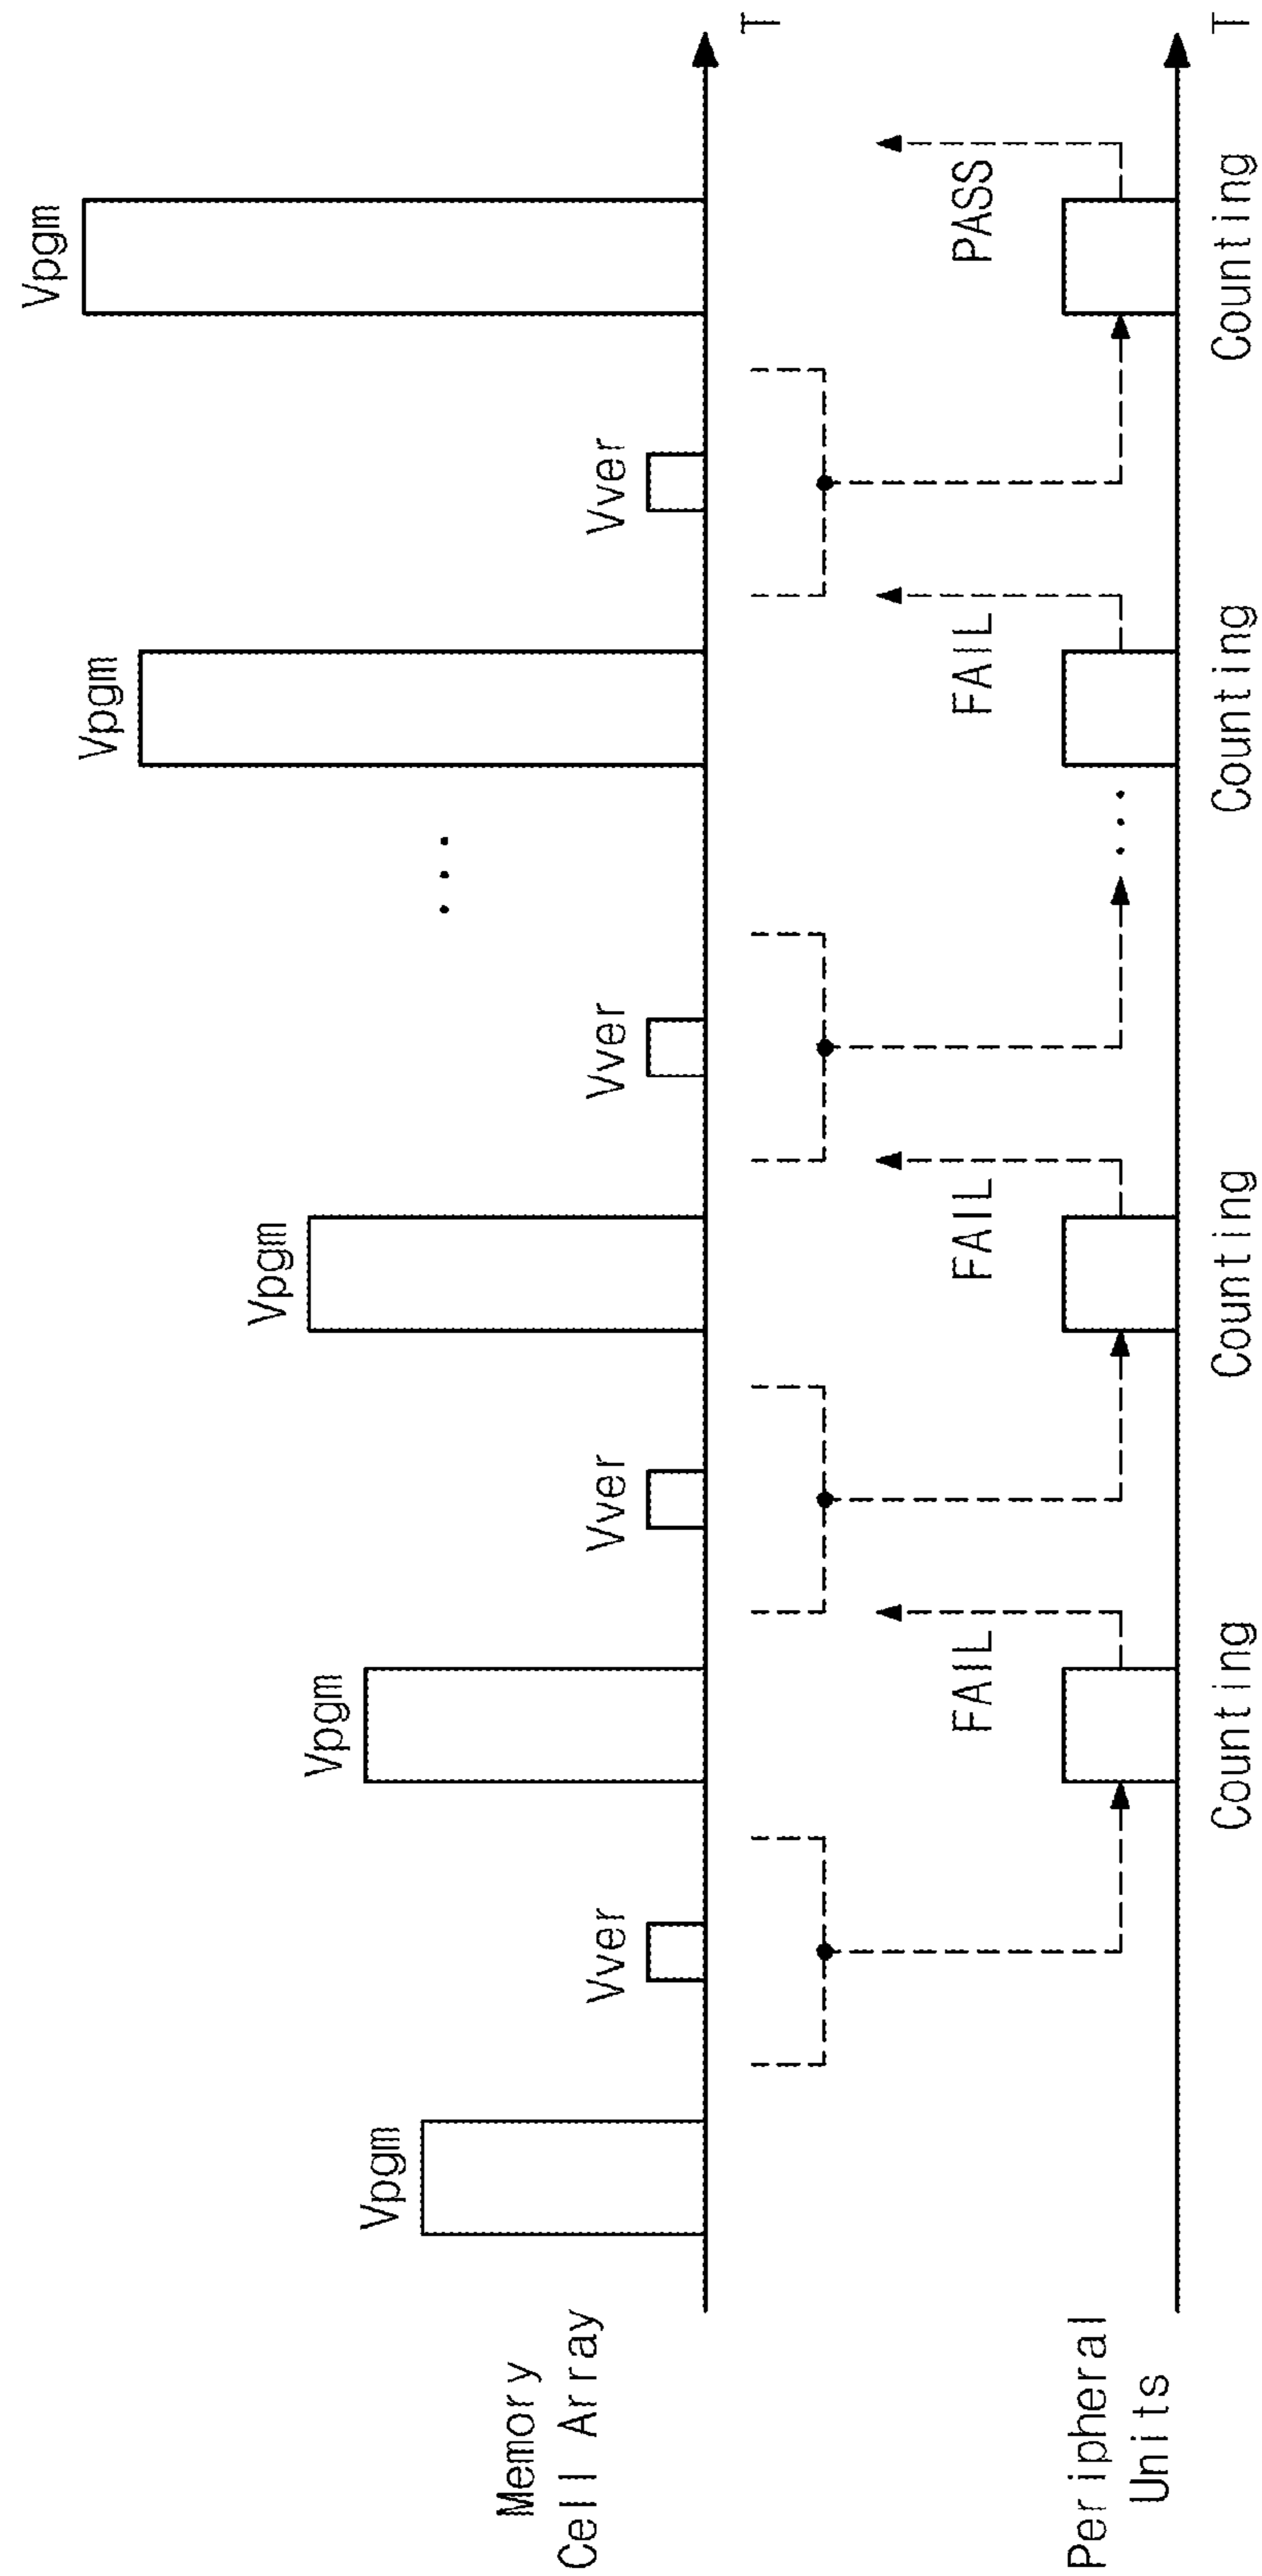 Memory
Cell Array
Vpgm
Vver
Vpgm
Vver
Vpgm
Vver
...
Vpgm
Vver
Vpgm
T
FAIL
FAIL
...
FAIL
PASS
Peripheral
Units
Counting
Counting
Counting
Counting
T